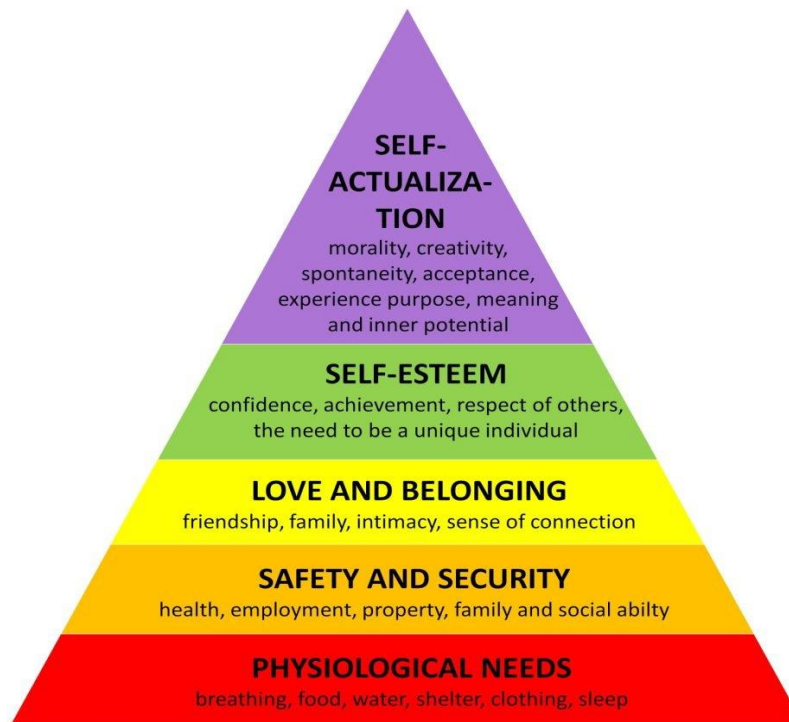 SELF-
ACTUALIZA-
TION
morality, creativity,
spontaneity, acceptance,
experience purpose, meaning
and inner potential
SELF-ESTEEM
confidence, achievement, respect of others,
the need to be a unique individual
LOVE AND BELONGING
friendship, family, intimacy, sense of connection
SAFETY AND SECURITY
health, employment, property, family and social abilty
PHYSIOLOGICAL NEEDS
breathing, food, water, shelter, clothing, sleep